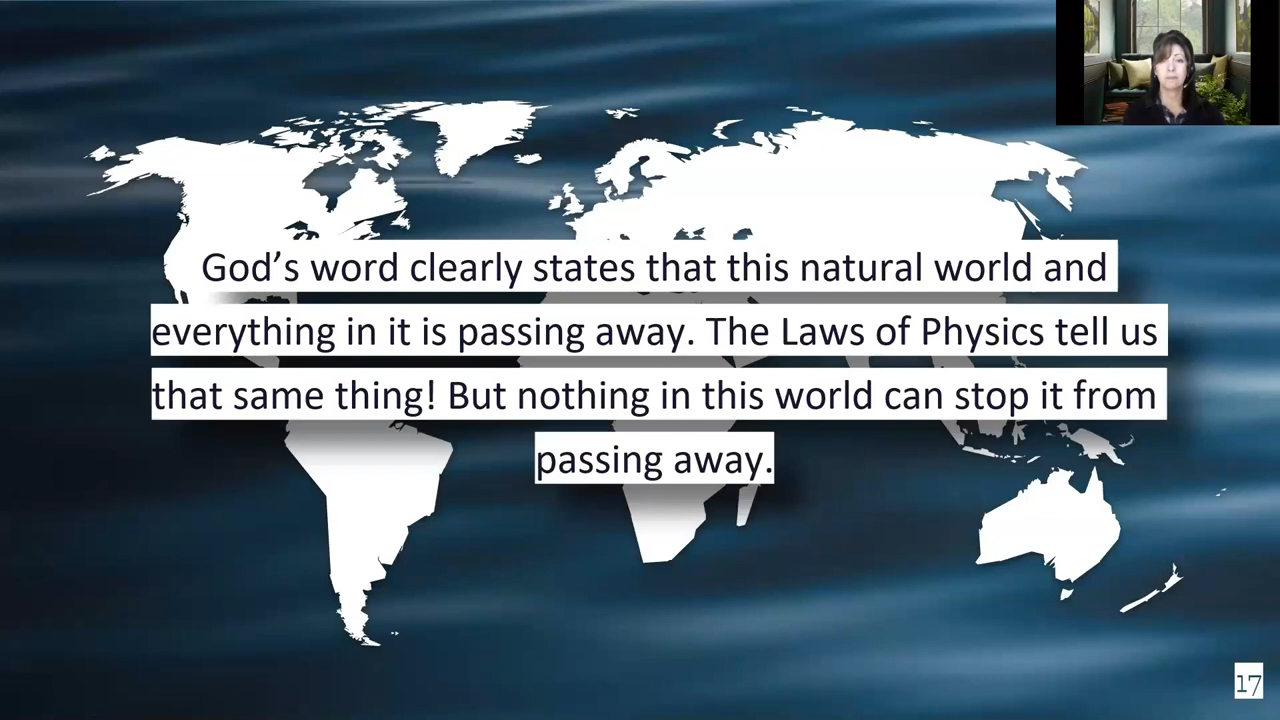 God’s word clearly states that this natural world and
everything in it is passing away. The Laws of Physics tell us
that same thing! But nothing in this world can stop it from
passing away.
17